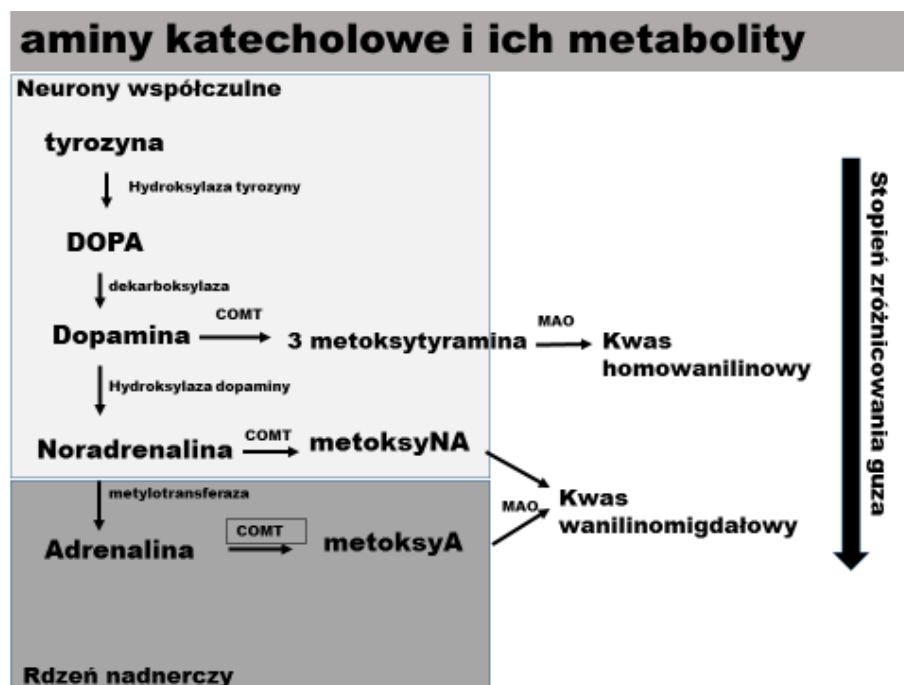 aminy katecholowe i ich metabolity
Neurony współczulne
tyrozyna
Hydroksylaza tyrozyny
DOPA
dekarboksylaza
COMT
MAO
Dopamina
3 metoksytyramina
Kwas
homowanilinowy
Hydroksylaza dopaminy
COMT
Noradrenalina
metoksyNA
metylotransferaza
MAO
Kwas
wanilinomigdałowy
COMT
Adrenalina
metoksyA
Rdzeń nadnerczy
Stopień zróżnicowania guza